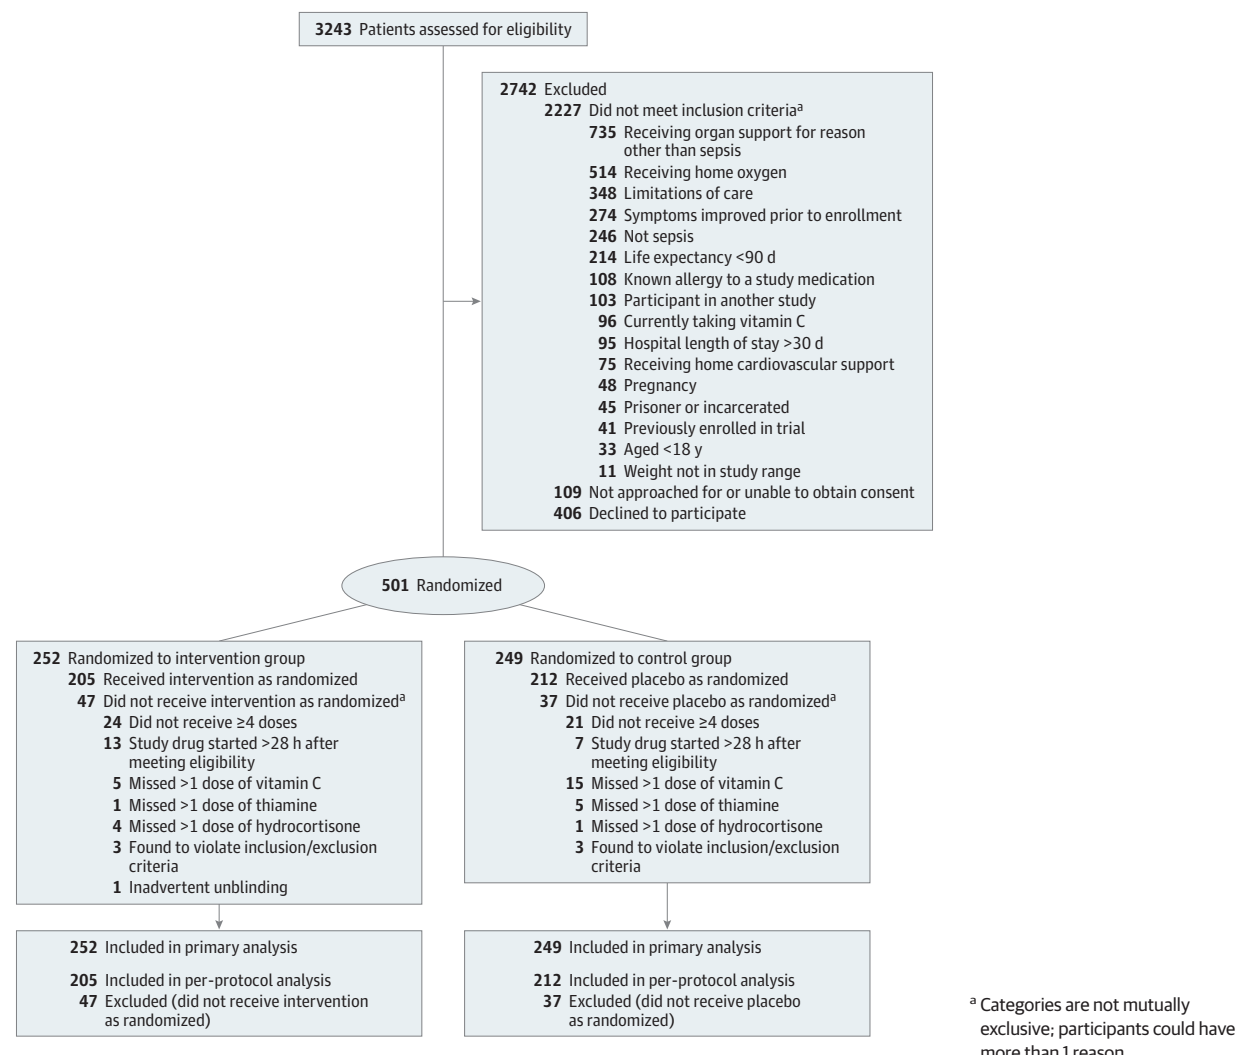 3243 Patients assessed for eligibility
2742 Excluded
2227 Did not meet inclusion criteriaa
735 Receiving organ support for reason
other than sepsis
514 Receiving home oxygen
348 Limitations of care
274 Symptoms improved prior to enrollment
246 Not sepsis
214 Life expectancy <90 d
108 Known allergy to a study medication
103 Participant in another study
96 Currently taking vitamin C
95 Hospital length of stay >30 d
75 Receiving home cardiovascular support
48 Pregnancy
45 Prisoner or incarcerated
41 Previously enrolled in trial
33 Aged <18 y
11 Weight not in study range
109 Not approached for or unable to obtain consent
406 Declined to participate
501 Randomized
252 Randomized to intervention group
205 Received intervention as randomized
47 Did not receive intervention as randomizeda
24 Did not receive ≥4 doses
13 Study drug started >28 h after
meeting eligibility
5 Missed >1 dose of vitamin C
1 Missed >1 dose of thiamine
4 Missed >1 dose of hydrocortisone
3 Found to violate inclusion/exclusion
criteria
1 Inadvertent unblinding
249 Randomized to control group
212 Received placebo as randomized
37 Did not receive placebo as randomizeda
21 Did not receive ≥4 doses
7 Study drug started >28 h after
meeting eligibility
15 Missed >1 dose of vitamin C
5 Missed >1 dose of thiamine
1 Missed >1 dose of hydrocortisone
3 Found to violate inclusion/exclusion
criteria
252 Included in primary analysis
205 Included in per-protocol analysis
47 Excluded (did not receive intervention
as randomized)
249 Included in primary analysis
212 Included in per-protocol analysis
37 Excluded (did not receive placebo
as randomized)
a Categories are not mutually
exclusive; participants could have
more than 1 reason